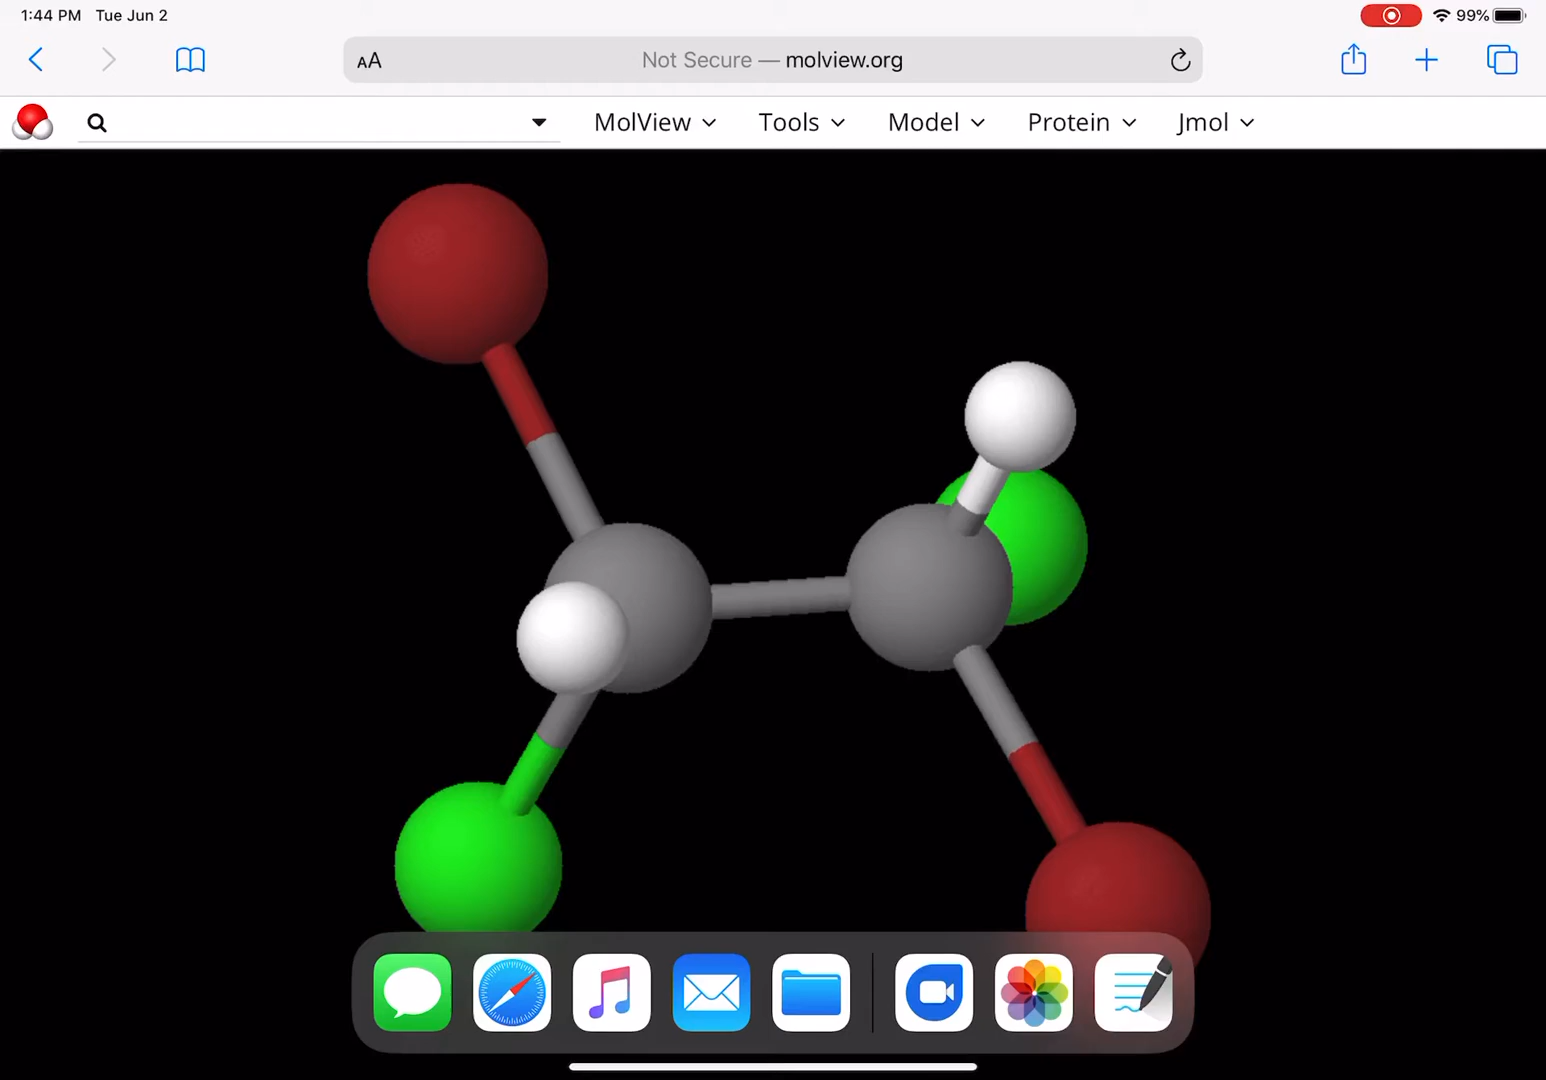 1:44 PM Tue Jun 2
99%
AA
Not Secure — molview.org
MolView
Tools
Model
Protein
Jmol